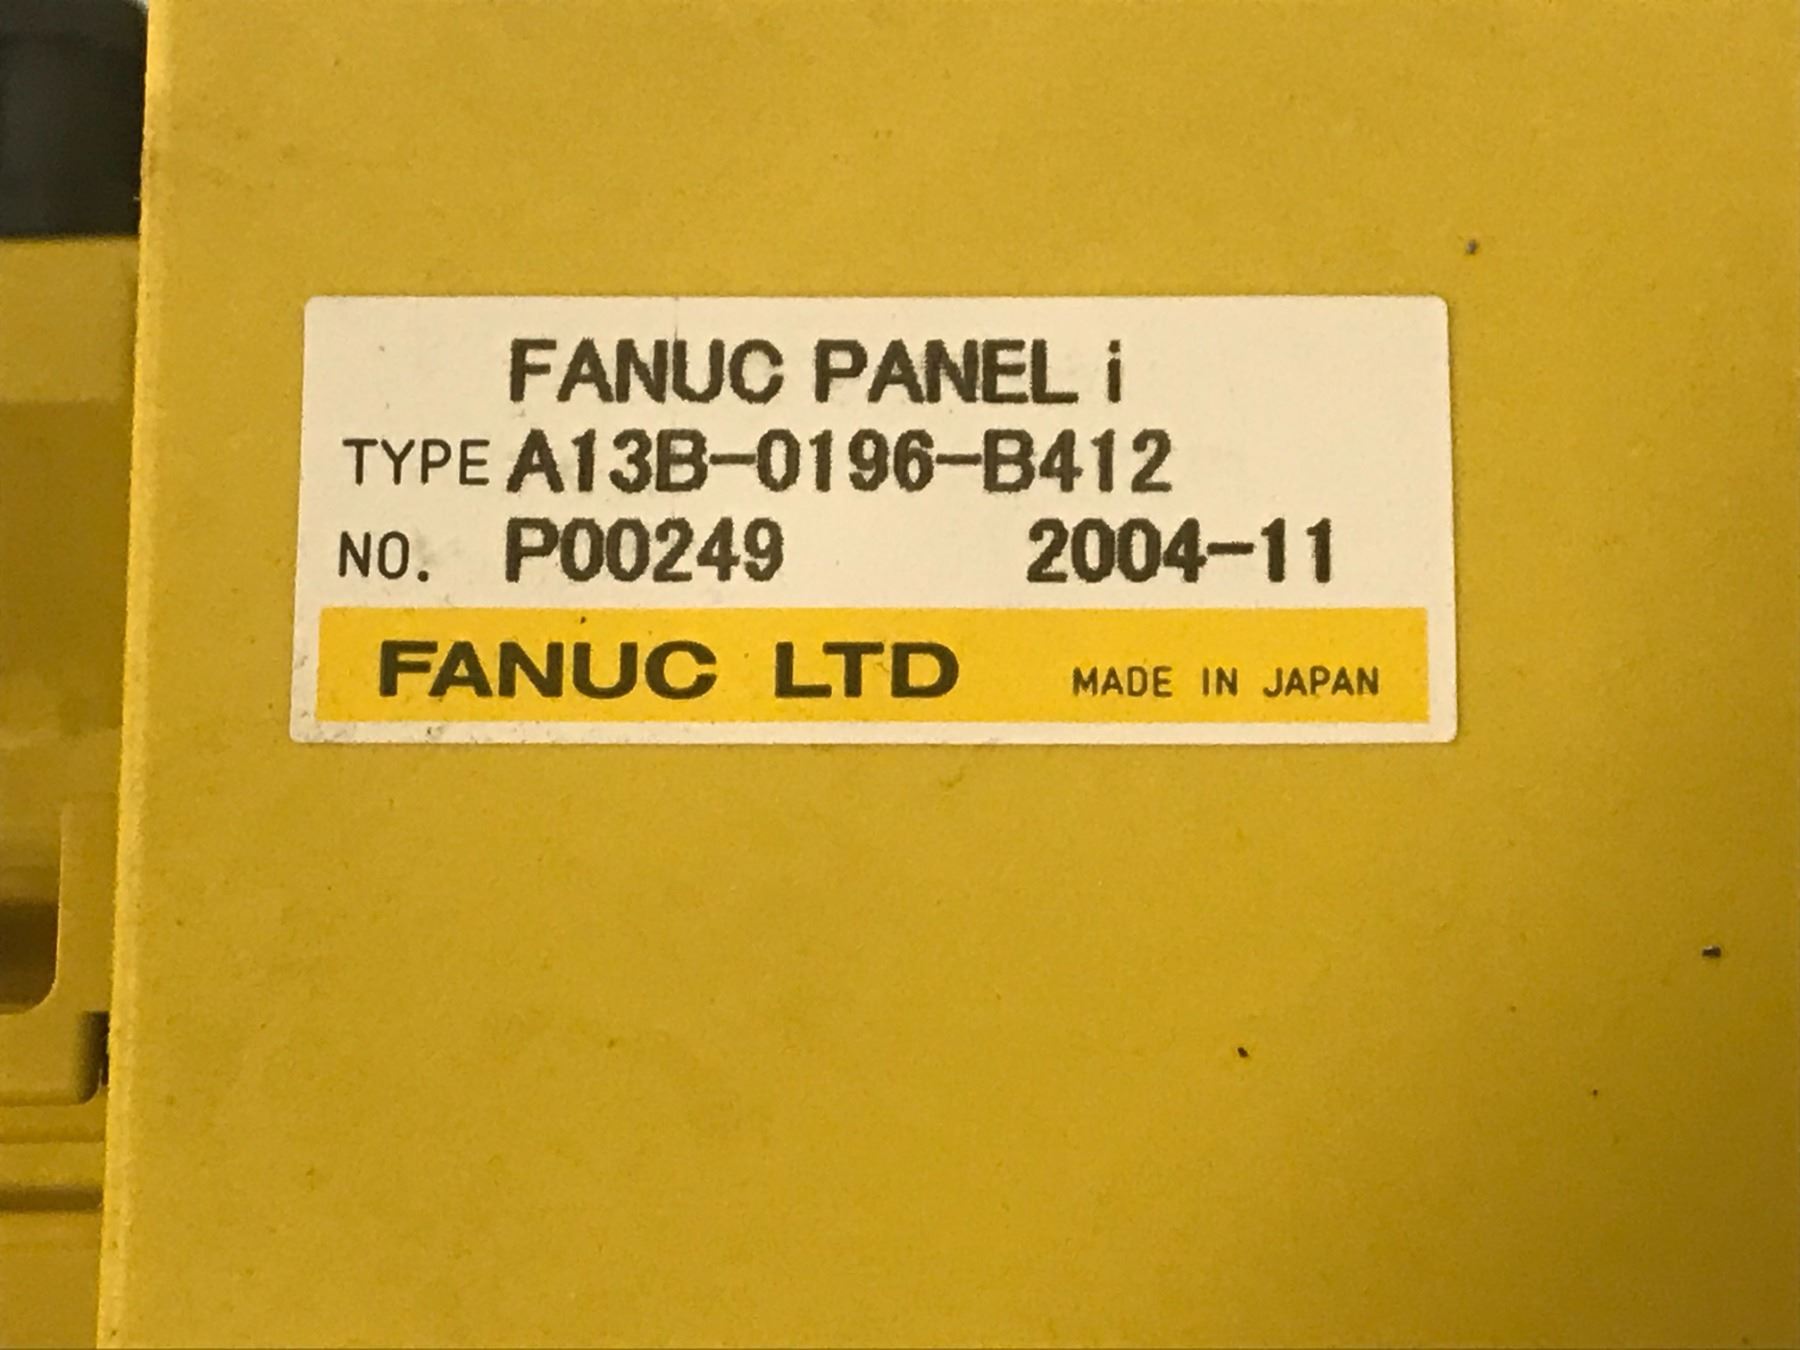 FANUC PANEL i
TYPE A13B-0196-B412
NO. P00249 2004-11
FANUC LTD MADE IN JAPAN